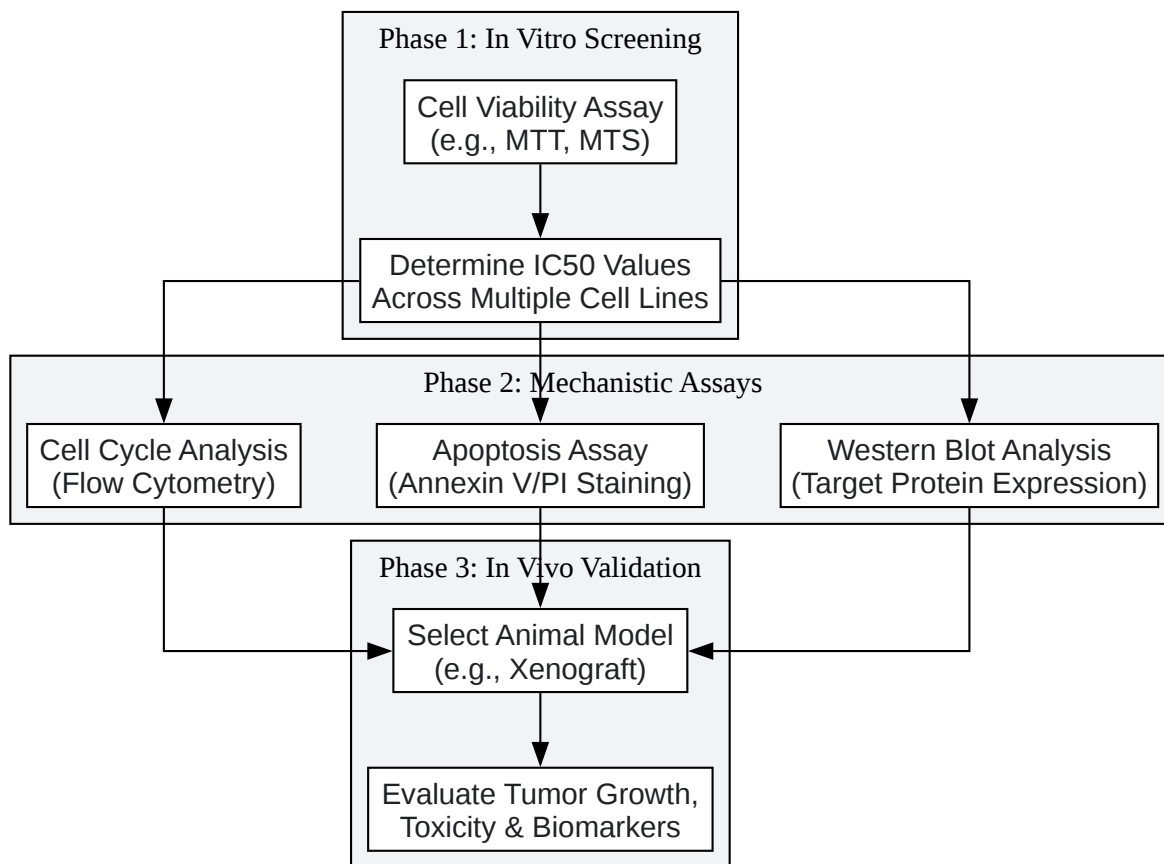 Phase 1: In Vitro Screening
Cell Viability Assay
(e.g., MTT, MTS)
Determine IC50 Values
Across Multiple Cell Lines
Phase 2: Mechanistic Assays
Cell Cycle Analysis
(Flow Cytometry)
Apoptosis Assay
(Annexin V/PI Staining)
Western Blot Analysis
(Target Protein Expression)
Phase 3: In Vivo Validation
Select Animal Model
(e.g., Xenograft)
Evaluate Tumor Growth,
Toxicity & Biomarkers